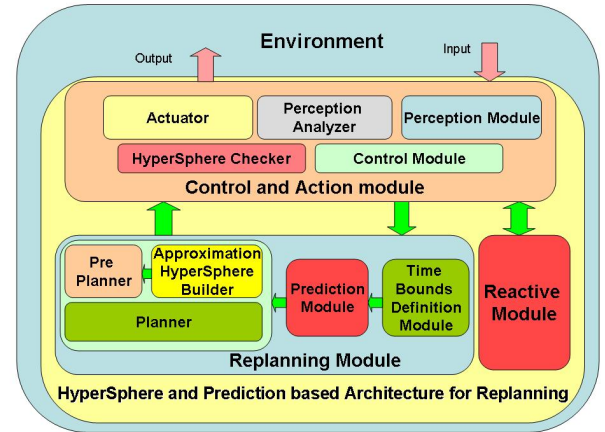 Environment
Output
Input
Actuator
Perception
Analyzer
Perception Module
HyperSphere Checker
Control Module
Control and Action module
Pre
Planner
Approximation
HyperSphere
Builder
Planner
Prediction
Module
Time
Bounds
Definition
Module
Reactive
Module
Replanning Module
HyperSphere and Prediction based Architecture for Replanning